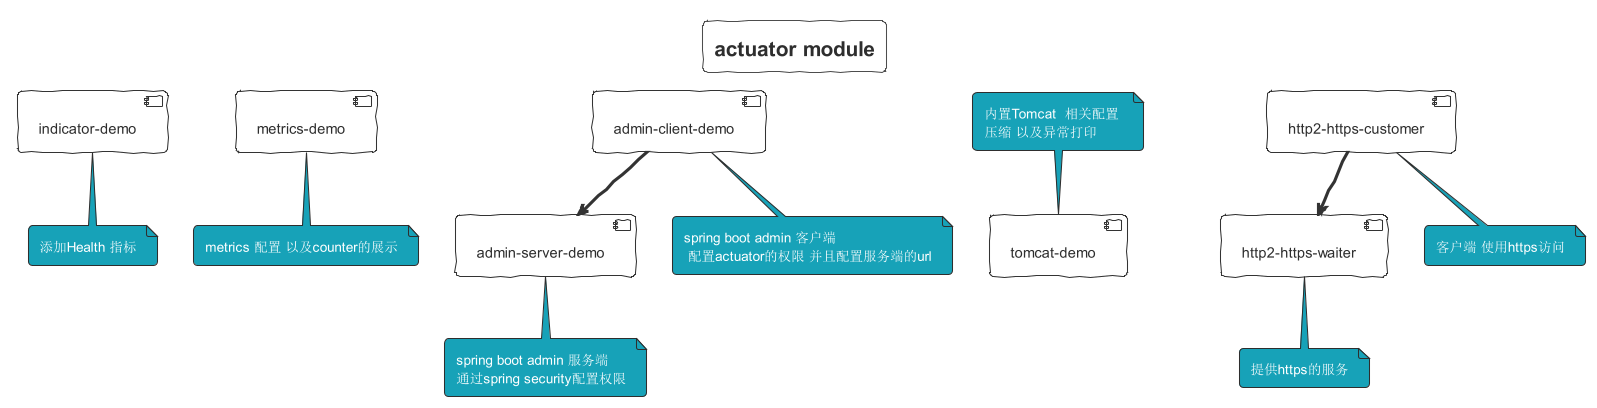 actuator module
indicator-demo
metrics-demo
admin-client-demo
内置Tomcat  相关配置
压缩 以及异常打印
http2-https-customer
添加Health 指标
metrics 配置 以及counter的展示
admin-server-demo
spring boot admin 客户端
配置actuator的权限 并且配置服务端的url
tomcat-demo
http2-https-waiter
客户端 使用https访问
spring boot admin 服务端
通过spring security配置权限
提供https的服务